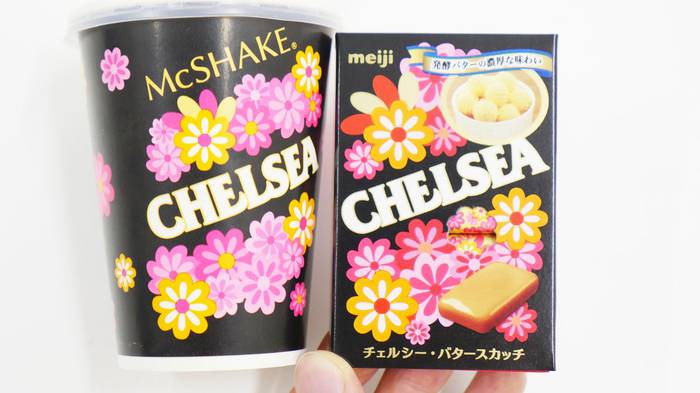 McSHAKE®
CHELSEA
meiji
発酵バターの濃厚な味わい
CHELSEA
チェルシー・バタースカッチ